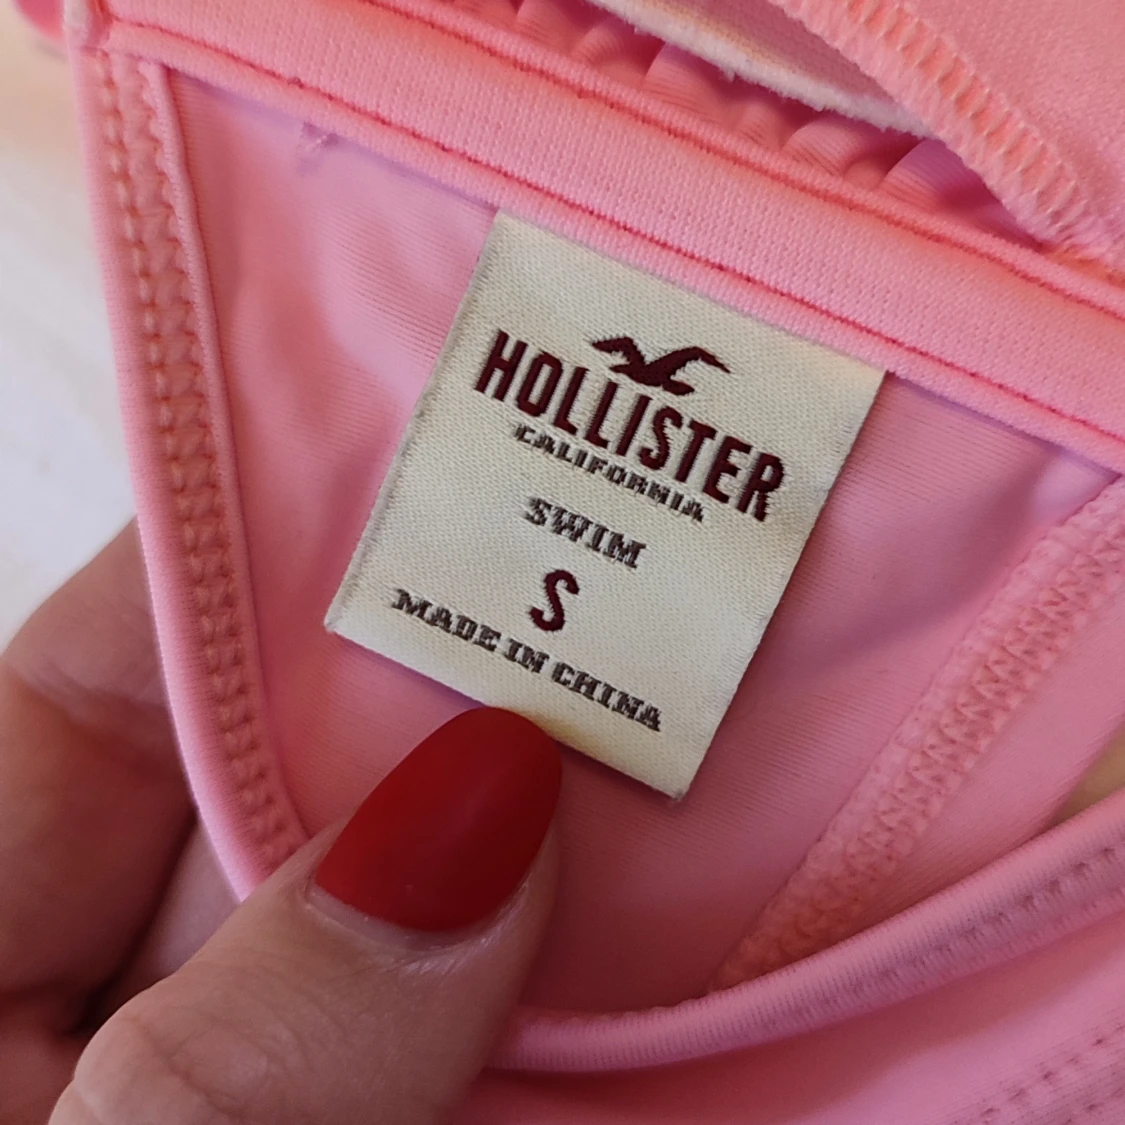 HOLLISTER
CALIFORNIA
SWIM
S
MADE IN CHINA